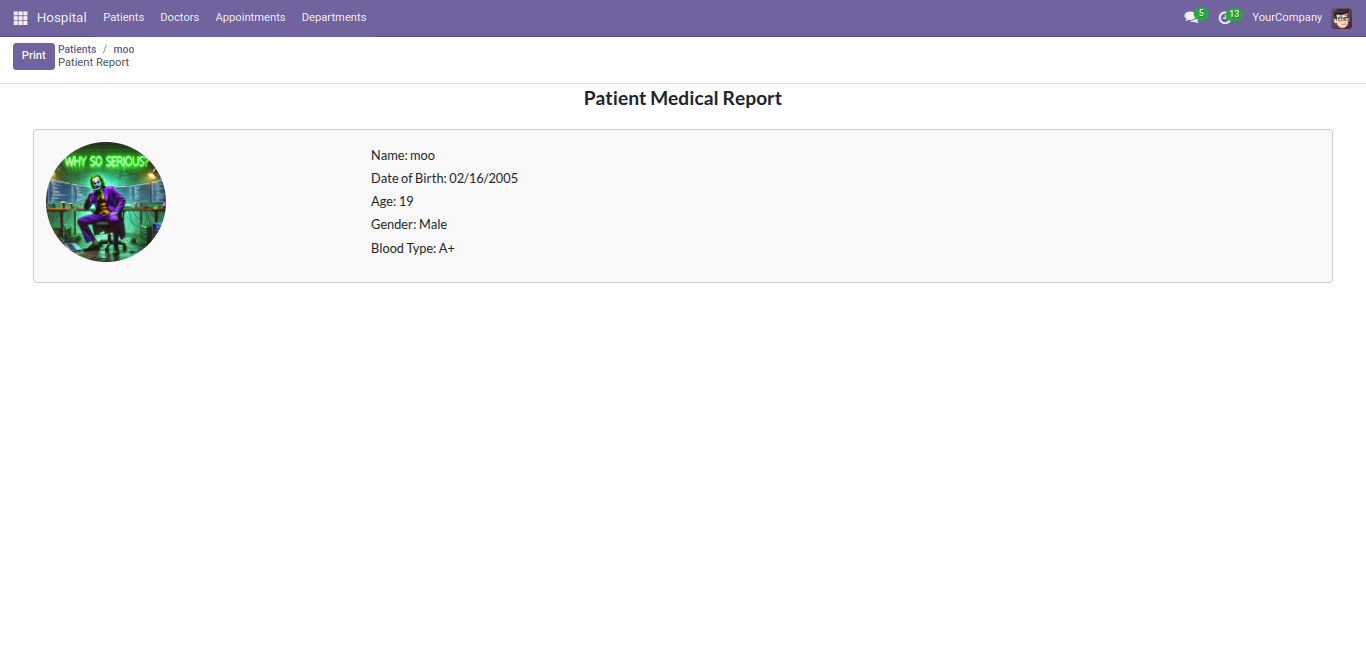 Hospital Patients Doctors Appointments Departments 5 13 YourCompany
Print
Patients / moo
Patient Report
Patient Medical Report
WHY SO SERIOUS?
Name: moo
Date of Birth: 02/16/2005
Age: 19
Gender: Male
Blood Type: A+